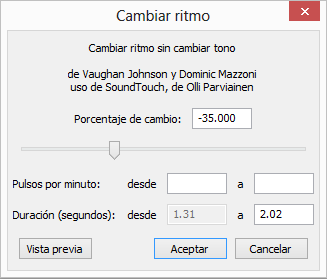 Cambiar ritmo
Cambiar ritmo sin cambiar tono
de Vaughan Johnson y Dominic Mazzoni
uso de SoundTouch, de Olli Parviainen
Porcentaje de cambio: -35.000
Pulsos por minuto: desde a
Duración (segundos): desde 1.31 a 2.02
Vista previa Aceptar Cancelar